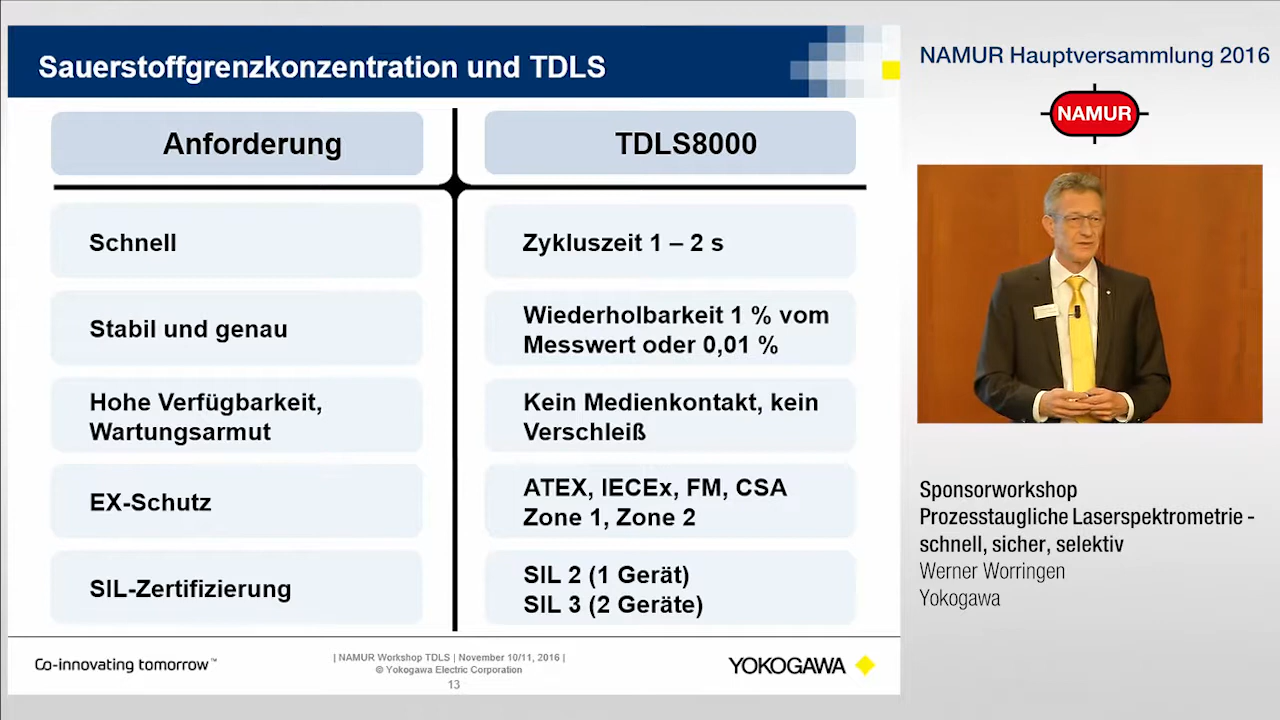 Sauerstoffgrenzkonzentration und TDLS
Anforderung
TDLS8000
Schnell
Zykluszeit 1 – 2 s
Stabil und genau
Wiederholbarkeit 1 % vom
Messwert oder 0,01 %
Hohe Verfügbarkeit,
Wartungsarmut
Kein Medienkontakt, kein
Verschleiß
EX-Schutz
ATEX, IECEx, FM, CSA
Zone 1, Zone 2
SIL-Zertifizierung
SIL 2 (1 Gerät)
SIL 3 (2 Geräte)
Co-innovating tomorrow™
| NAMUR Workshop TDLS | November 10/11, 2016 |
© Yokogawa Electric Corporation
13
YOKOGAWA
NAMUR Hauptversammlung 2016
NAMUR
Sponsorworkshop
Prozesstaugliche Laserspektrometrie -
schnell, sicher, selektiv
Werner Worringen
Yokogawa